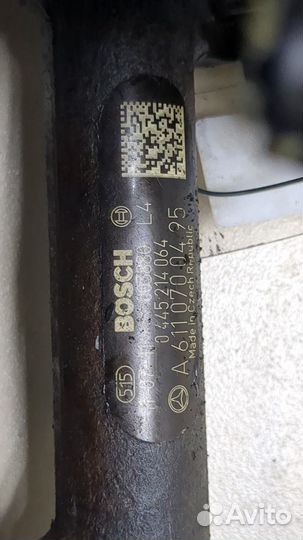 BOSCH L4
0 445 214 064
A 611 070 04 95
Made in Czech Republic
515
Avito